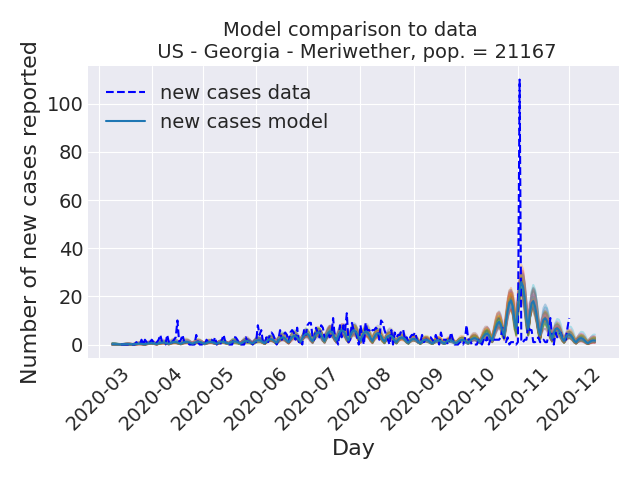 Model comparison to data
US - Georgia - Meriwether, pop. = 21167
Number of new cases reported
100
80
60
40
20
0
new cases data
new cases model
2020-03
2020-04
2020-05
2020-06
2020-07
2020-08
2020-09
2020-10
2020-11
2020-12
Day